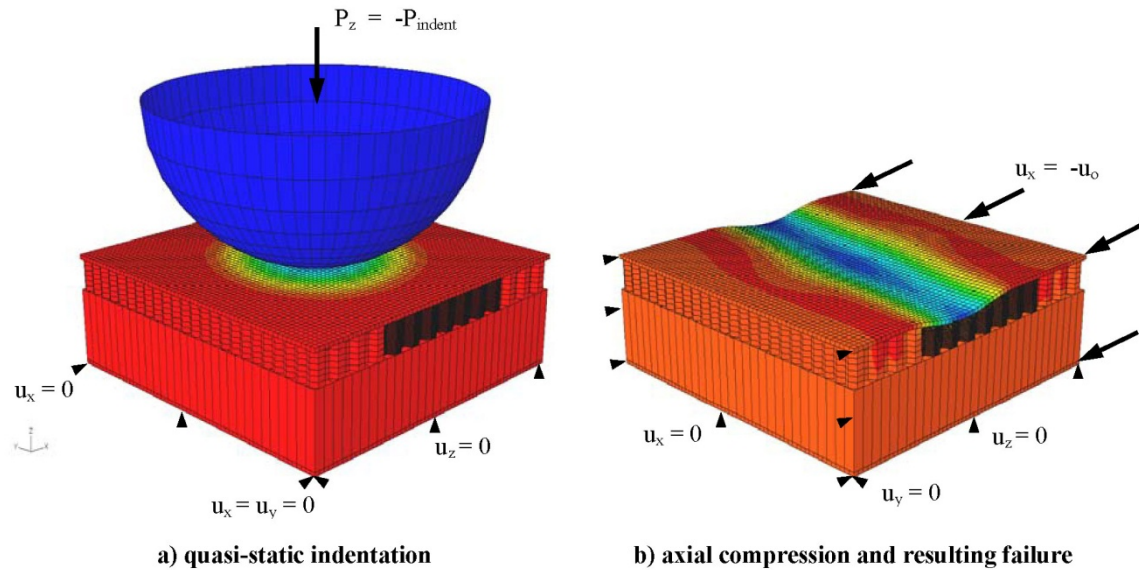 P_z = -P_indent
u_x = -u_o
u_x = 0
u_z = 0
u_x = u_y = 0
a) quasi-static indentation
u_x = 0
u_z = 0
u_y = 0
b) axial compression and resulting failure